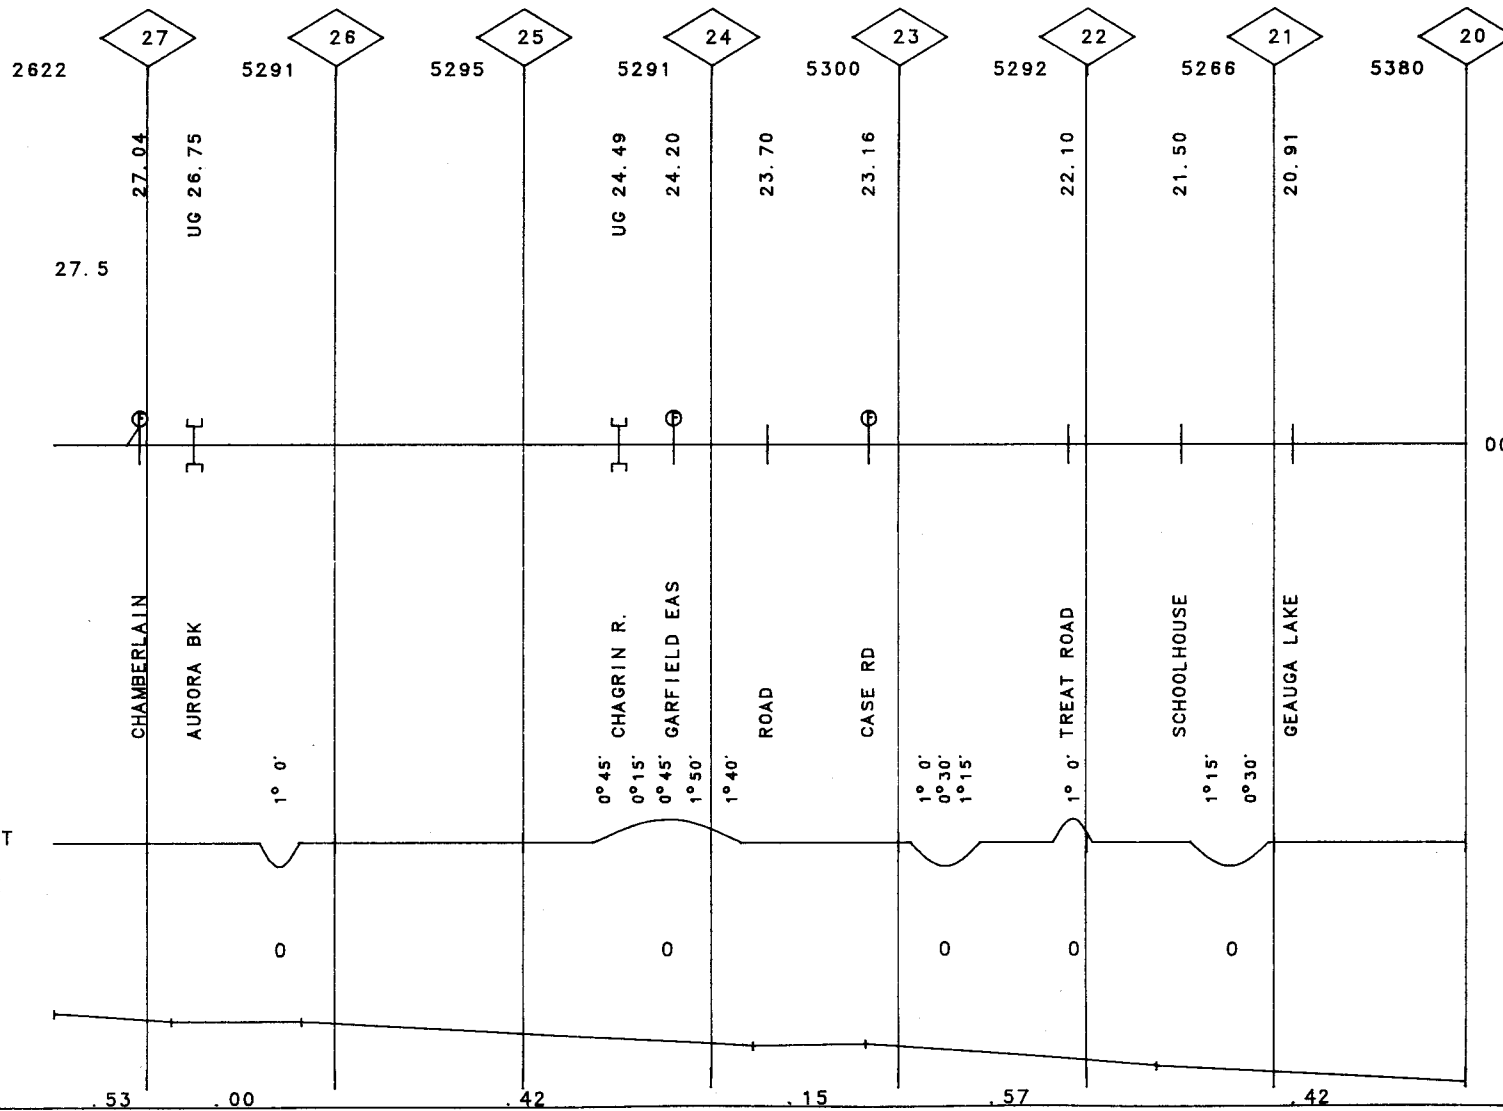 27 26 25 24 23 22 21 20
2622 5291 5295 5291 5300 5292 5266 5380
27.04
UG 26.75
UG 24.49
24.20
23.70
23.16
22.10
21.50
20.91
27.5
00
CHAMBERLAIN
AURORA BK
CHAGRIN R.
GARFIELD EAS
ROAD
CASE RD
TREAT ROAD
SCHOOLHOUSE
GEAUGA LAKE
1° 0'
0°45'
0°15'
0°45'
1°50'
1°40'
1° 0'
0°30'
1°15'
1° 0'
1°15'
0°30'
T
0 0 0 0 0
.53 .00 .42 .15 .57 .42